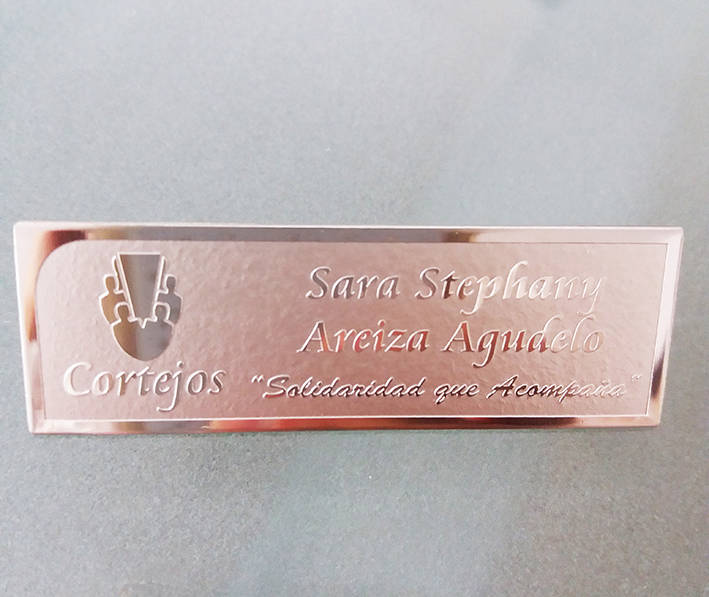 Sara Stephany
Areiza Agudelo
Cortejos
"Solidaridad que Acompaña"